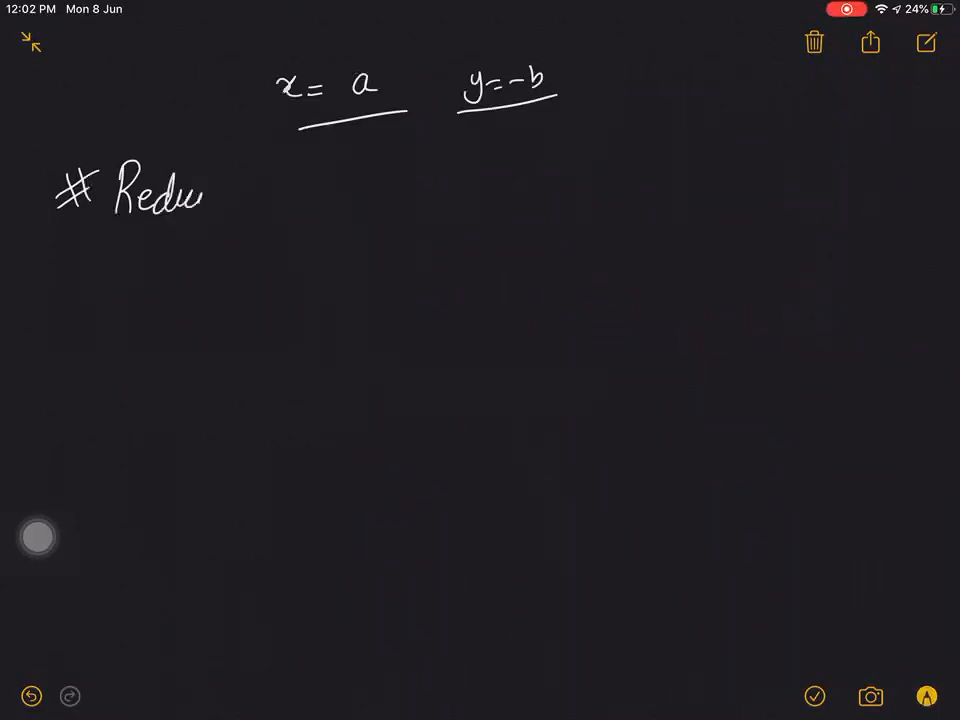 12:02 PM Mon 8 Jun 24%
x = a y = -b
# Redu